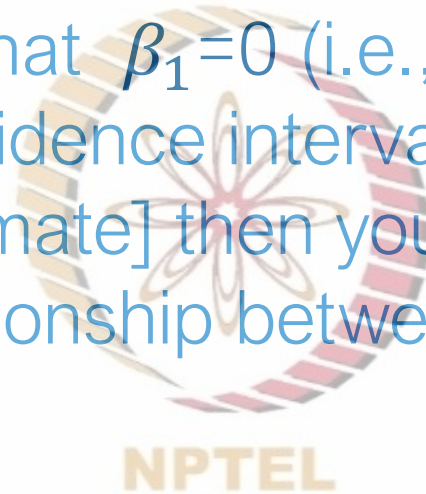 hat β₁=0 (i.e.,
idence interva
mate] then you
onship betwe
NPTEL